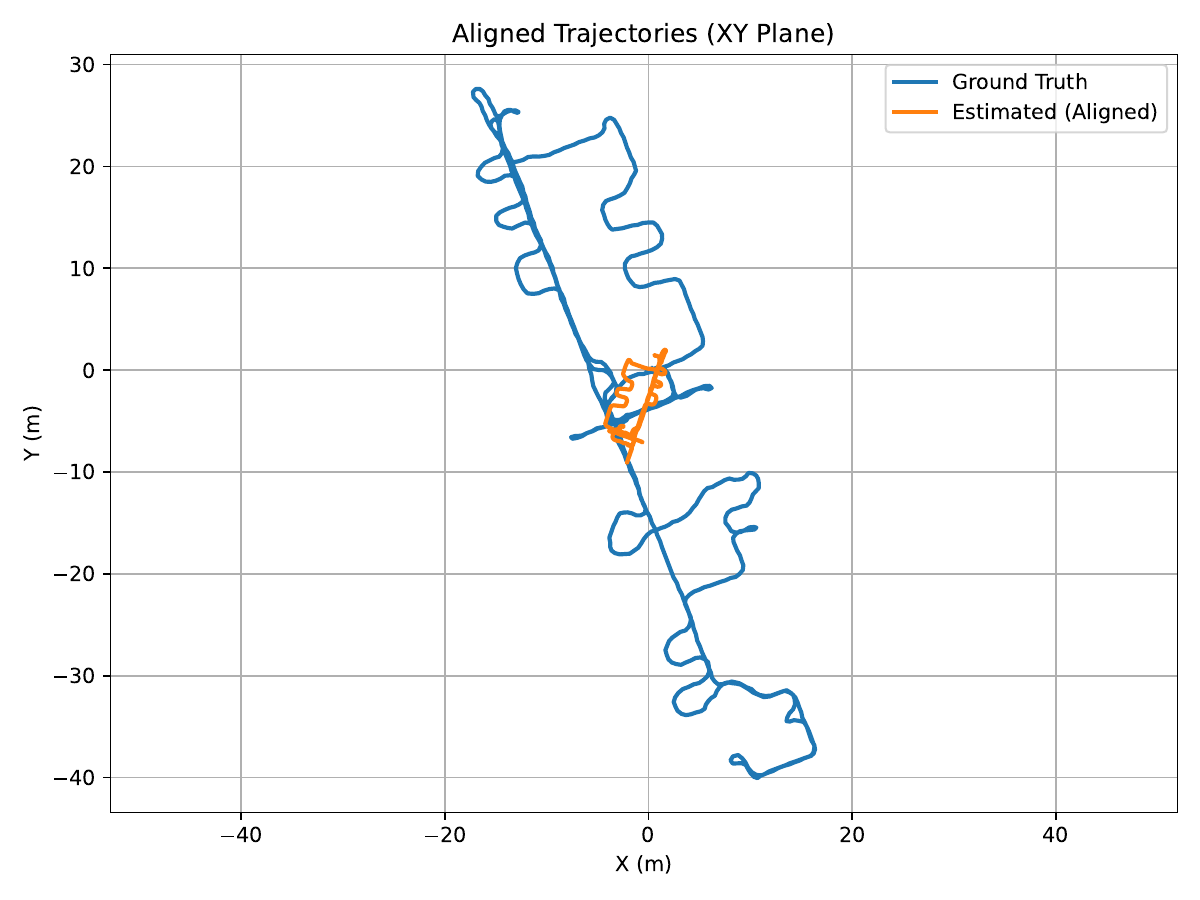 Aligned Trajectories (XY Plane)
Ground Truth
Estimated (Aligned)
30
20
10
0
−10
−20
−30
−40
Y (m)
−40
−20
0
20
40
X (m)